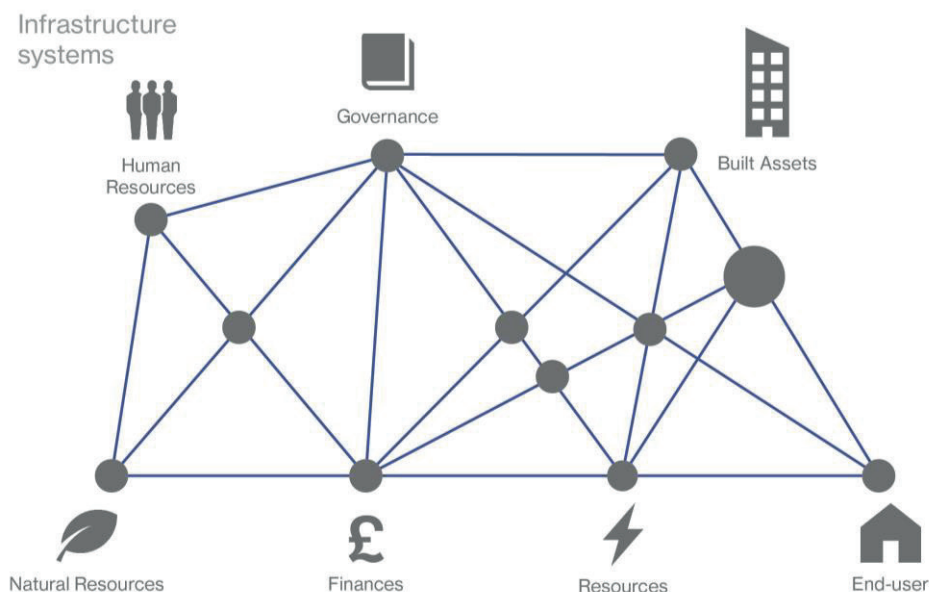 Infrastructure
systems
Governance
Human
Resources
Built Assets
Natural Resources
£
Finances
Resources
End-user